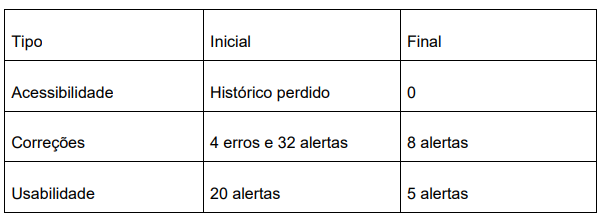 Tipo Inicial Final
Acessibilidade Histórico perdido 0
Correções 4 erros e 32 alertas 8 alertas
Usabilidade 20 alertas 5 alertas